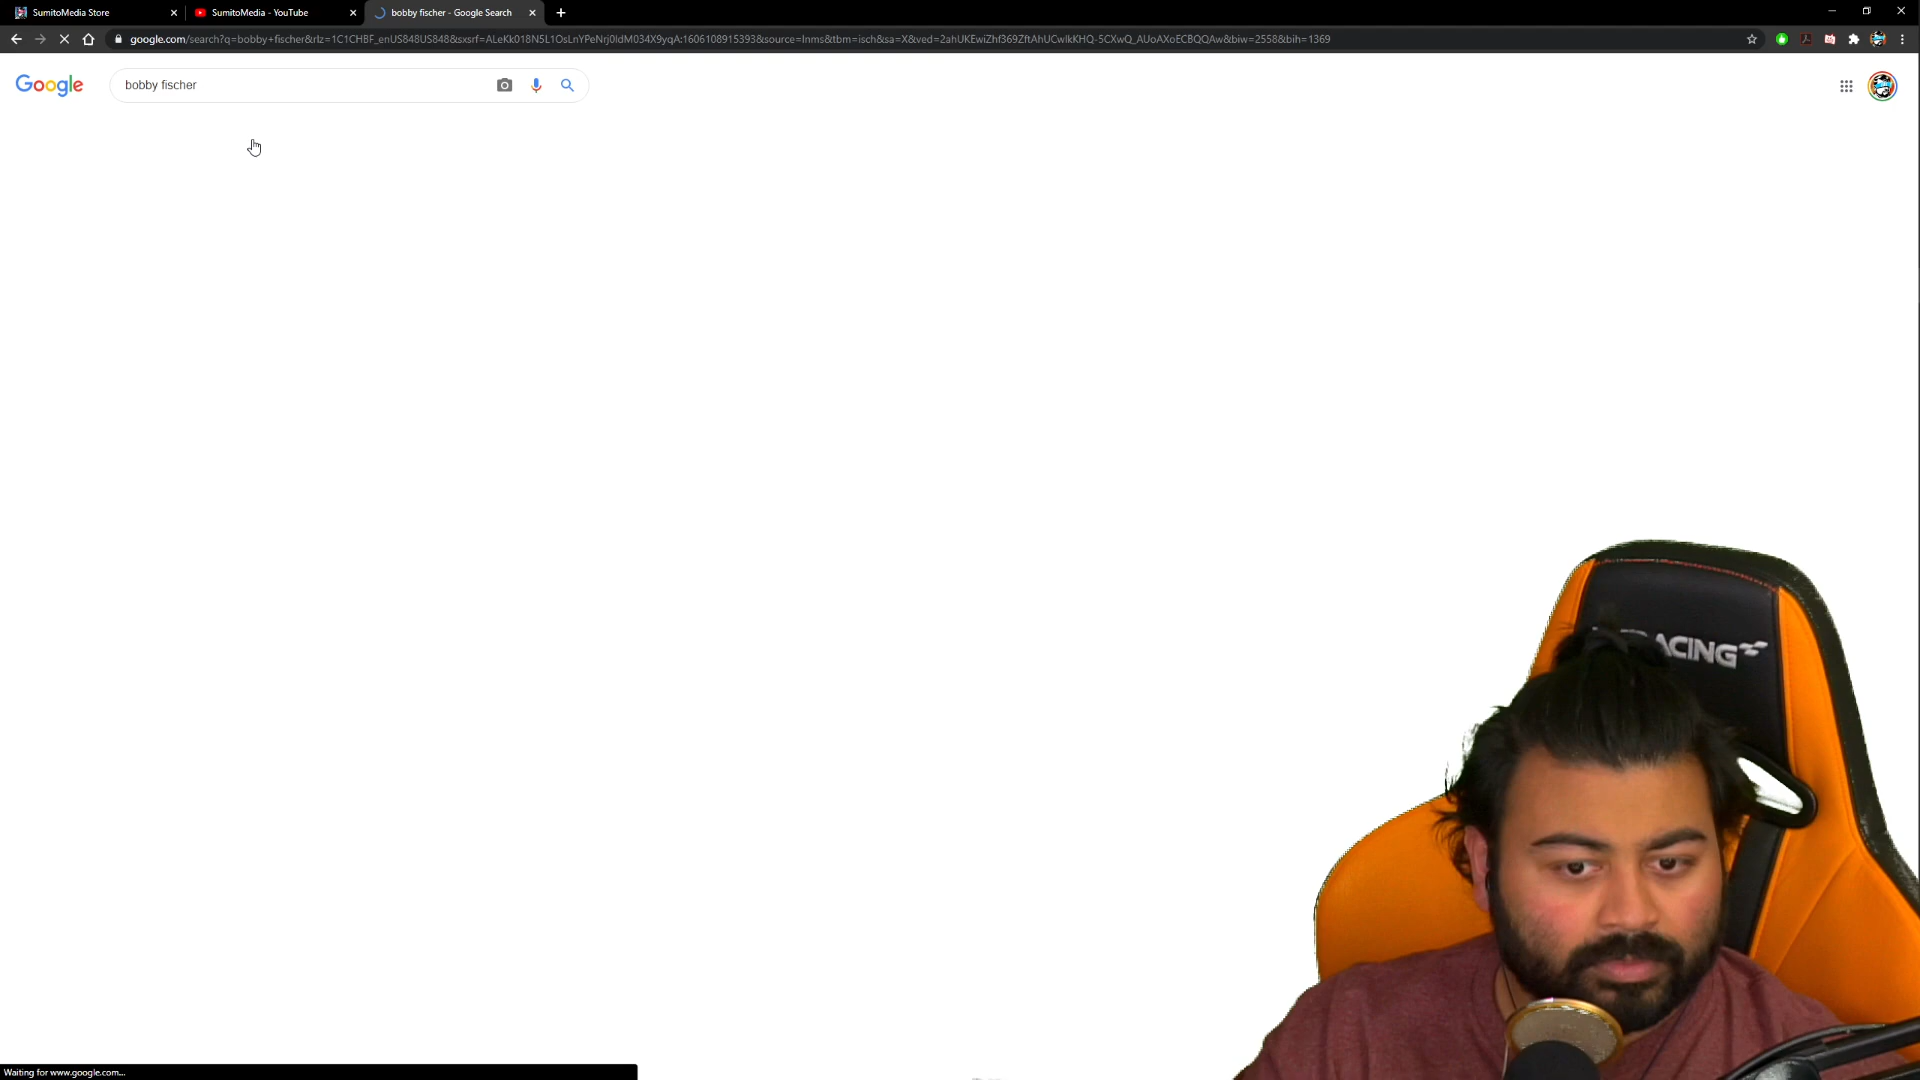 SumitoMedia Store
SumitoMedia - YouTube
bobby fischer - Google Search
google.com/search?q=bobby+fischer&rlz=1C1CHBF_enUS848US848&sxsrf=ALeKk018N5L1OsLnYPeNrj0ldM034X9yqA:1606108915393&source=lnms&tbm=isch&sa=X&ved=2ahUKEwiZhf369ZftAhUCwlkKHQ-5CXwQ_AUoAXoECBQQAw&biw=2558&bih=1369
Google
bobby fischer
Waiting for www.google.com...